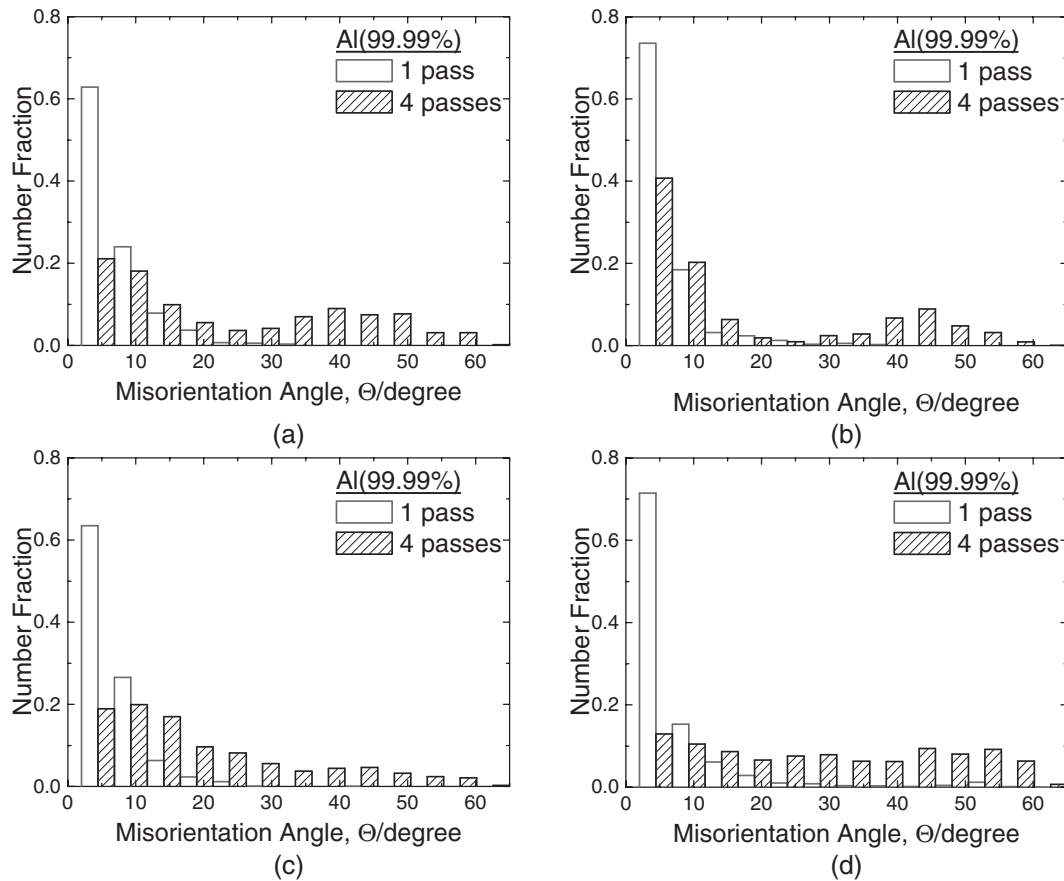 0.8
0.6
0.4
0.2
0.0
Number Fraction
Al(99.99%)
1 pass
4 passes
0 10 20 30 40 50 60
Misorientation Angle, Θ/degree
(a)
0.8
0.6
0.4
0.2
0.0
Number Fraction
Al(99.99%)
1 pass
4 passes
0 10 20 30 40 50 60
Misorientation Angle, Θ/degree
(b)
0.8
0.6
0.4
0.2
0.0
Number Fraction
Al(99.99%)
1 pass
4 passes
0 10 20 30 40 50 60
Misorientation Angle, Θ/degree
(c)
0.8
0.6
0.4
0.2
0.0
Number Fraction
Al(99.99%)
1 pass
4 passes
0 10 20 30 40 50 60
Misorientation Angle, Θ/degree
(d)